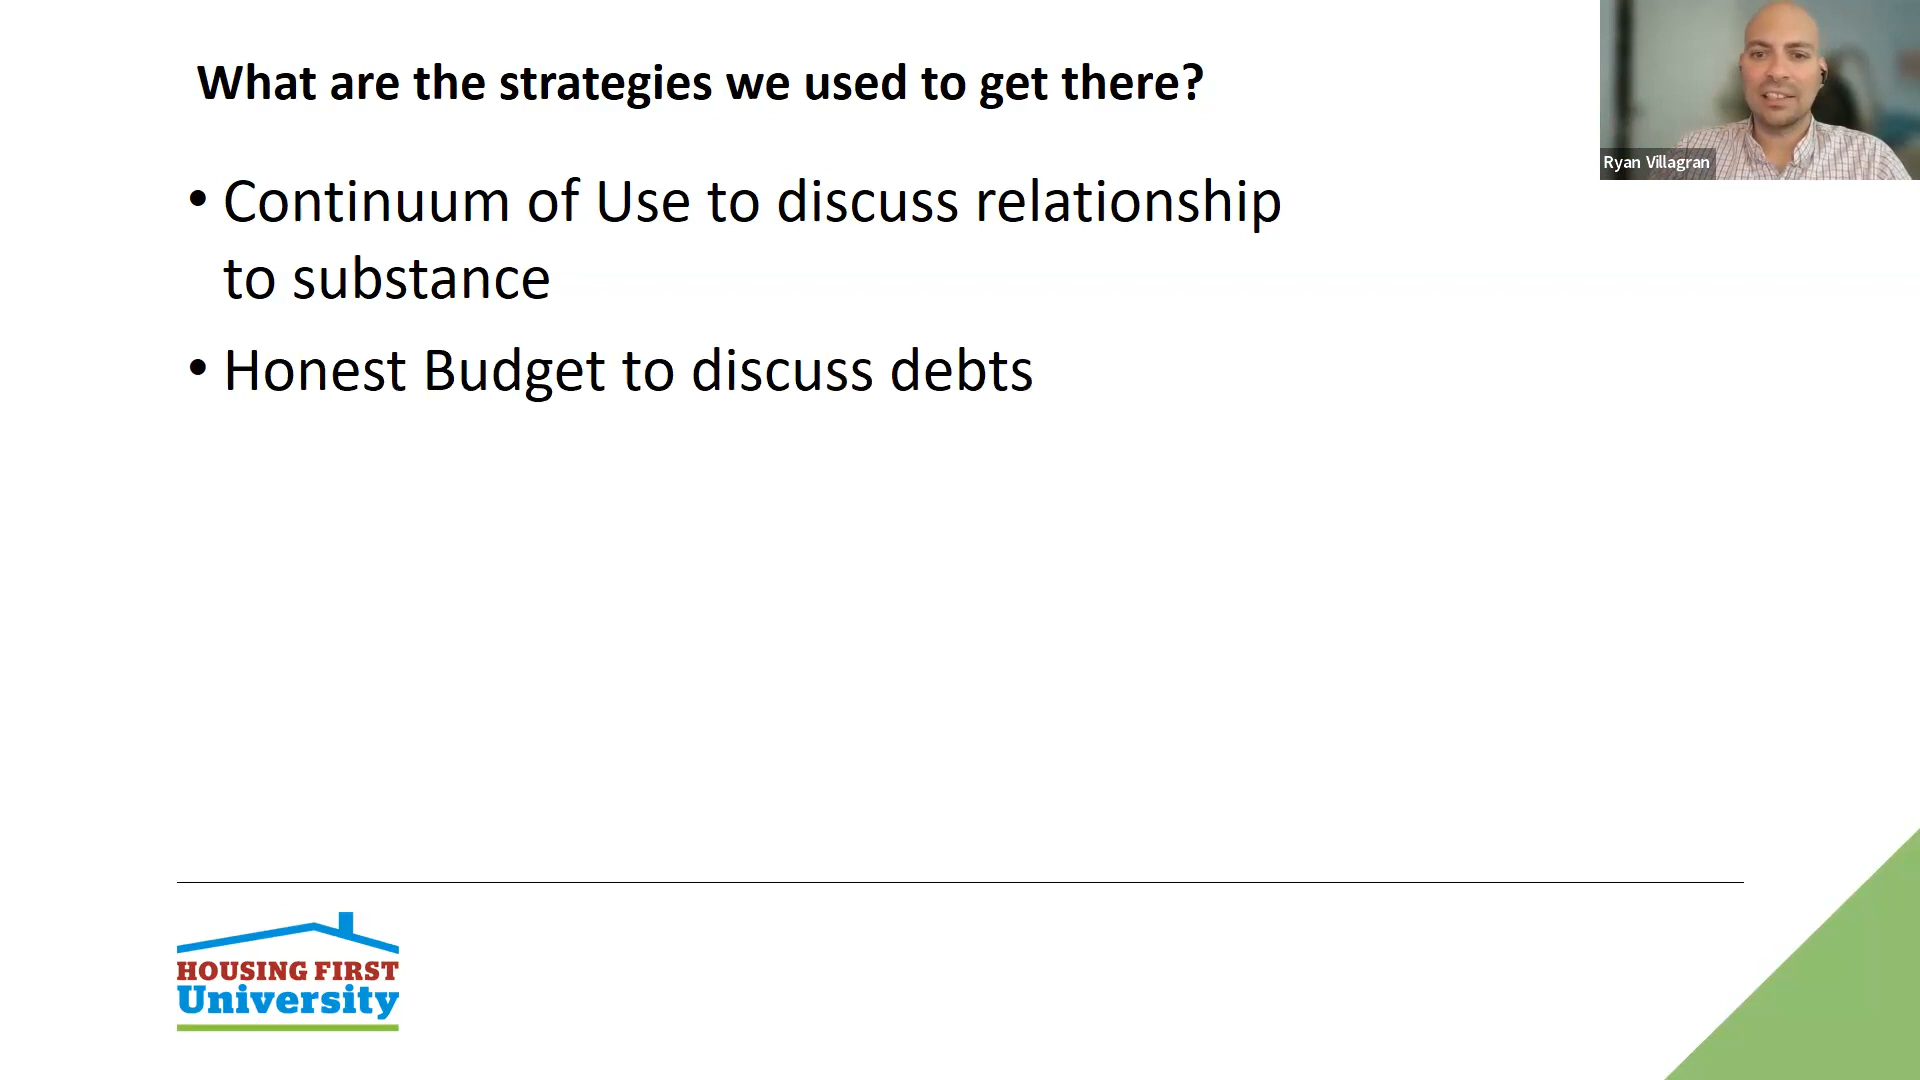 What are the strategies we used to get there?
Ryan Villagran
• Continuum of Use to discuss relationship
to substance
• Honest Budget to discuss debts
HOUSING FIRST
University